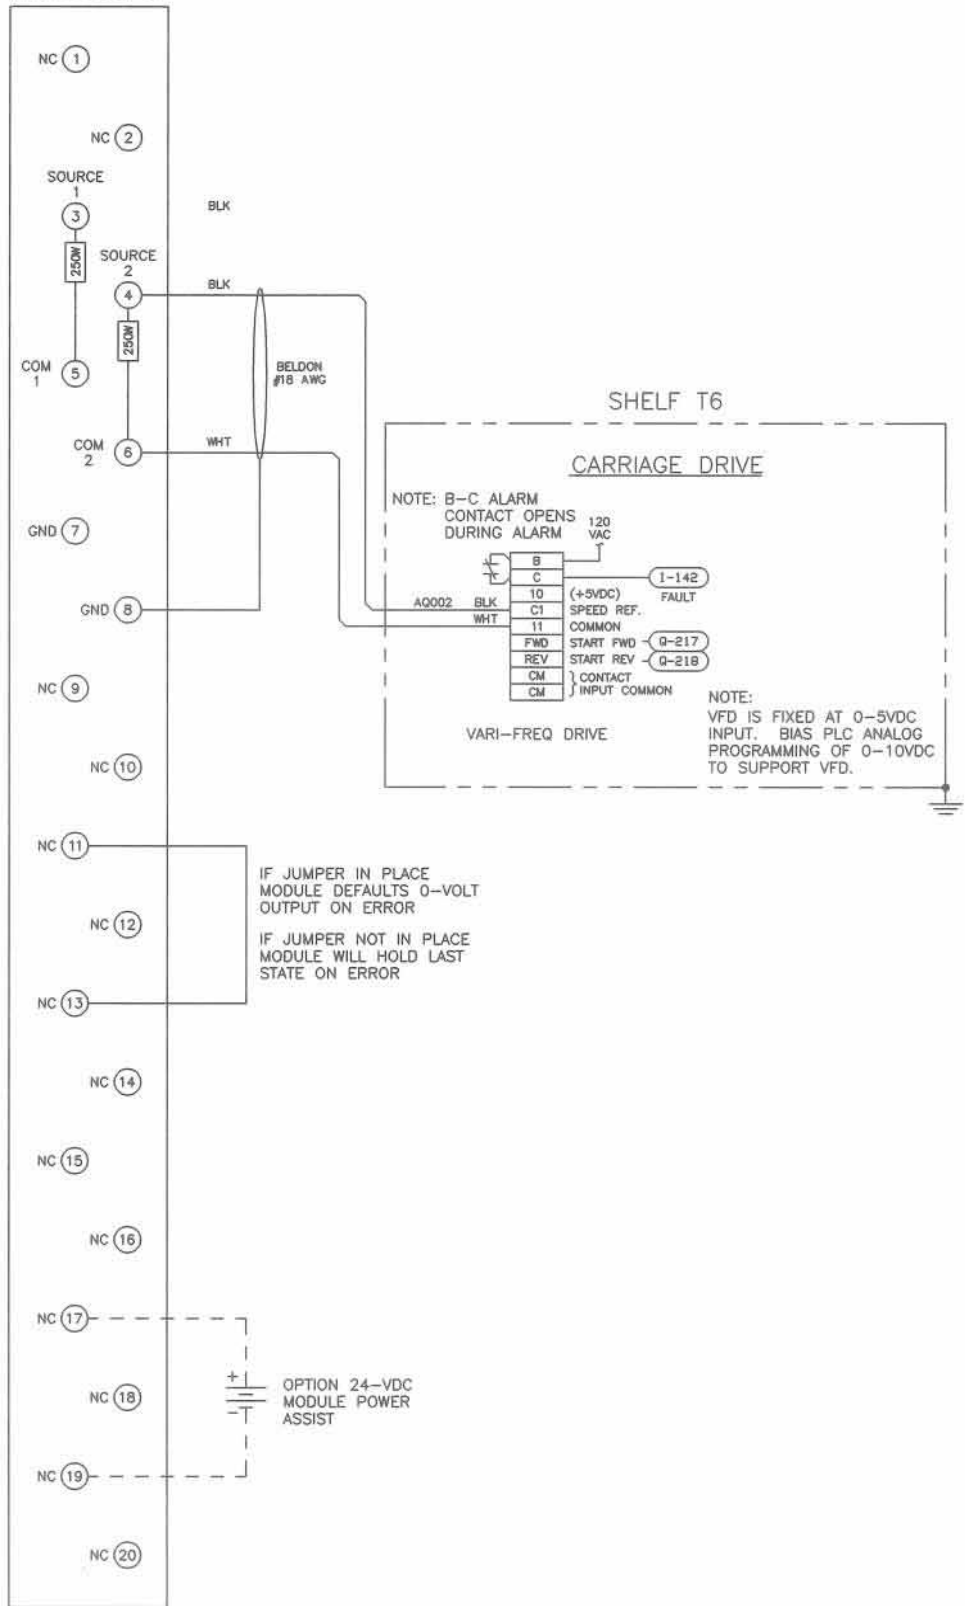 NC 1
NC 2
SOURCE
1
3
250W
BLK
SOURCE
2
4
BLK
250W
COM
1
5
BELDON
#18 AWG
COM
2
6
WHT
GND 7
GND 8
SHELF T6
CARRIAGE DRIVE
NOTE: B-C ALARM
CONTACT OPENS
DURING ALARM
120
VAC
B
C
I-142
FAULT
10 (+5VDC)
AQ002 BLK C1 SPEED REF.
WHT 11 COMMON
FWD START FWD Q-217
REV START REV Q-218
CM CONTACT
CM INPUT COMMON
VARI-FREQ DRIVE
NOTE:
VFD IS FIXED AT 0-5VDC
INPUT. BIAS PLC ANALOG
PROGRAMMING OF 0-10VDC
TO SUPPORT VFD.
NC 9
NC 10
NC 11
IF JUMPER IN PLACE
MODULE DEFAULTS 0-VOLT
OUTPUT ON ERROR
NC 12
IF JUMPER NOT IN PLACE
MODULE WILL HOLD LAST
STATE ON ERROR
NC 13
NC 14
NC 15
NC 16
NC 17
+
-
OPTION 24-VDC
MODULE POWER
ASSIST
NC 18
NC 19
NC 20